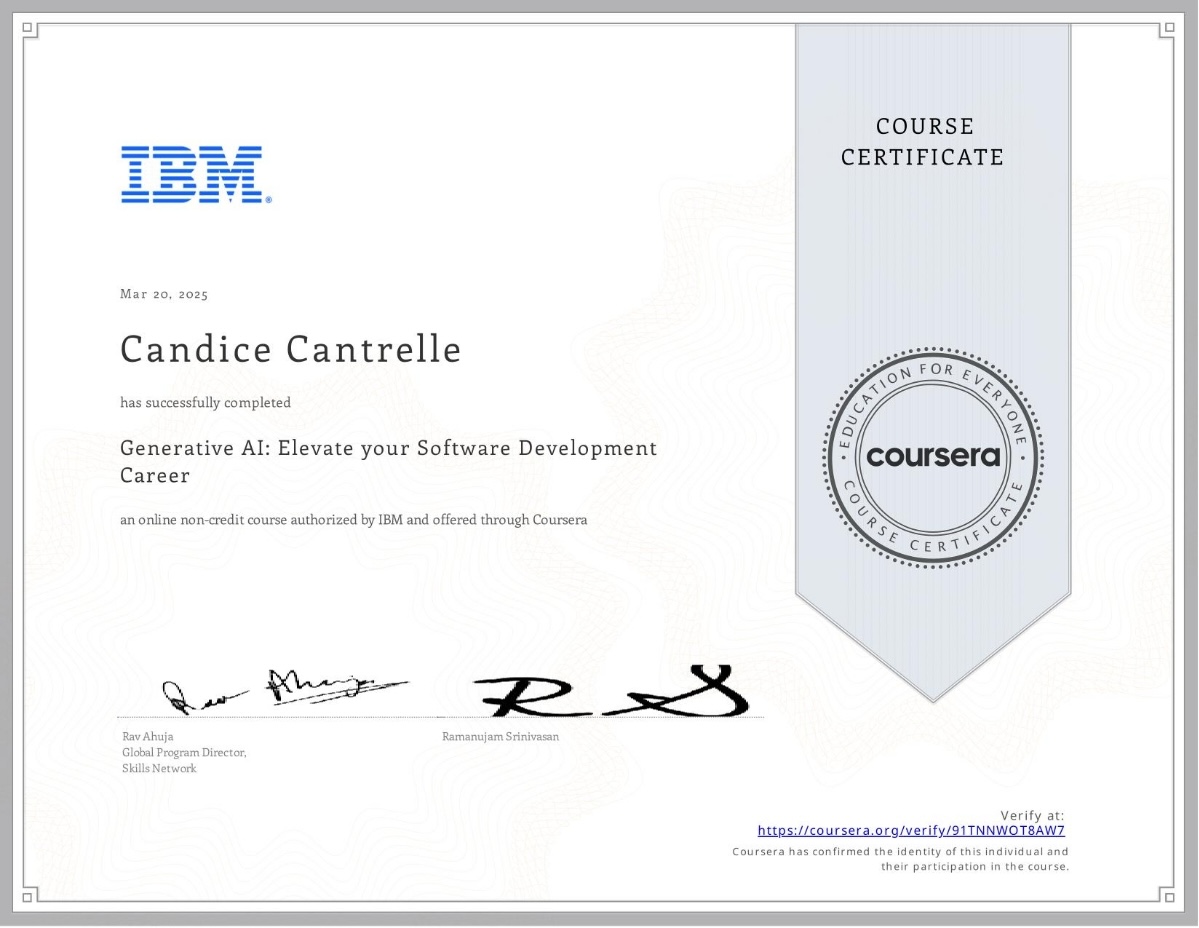 COURSE
CERTIFICATE
IBM®
Mar 20, 2025
Candice Cantrelle
has successfully completed
Generative AI: Elevate your Software Development
Career
an online non-credit course authorized by IBM and offered through Coursera
EDUCATION FOR EVERYONE
coursera
COURSE CERTIFICATE
Rav Ahuja
R S
Rav Ahuja
Global Program Director,
Skills Network
Ramanujam Srinivasan
Verify at:
https://coursera.org/verify/91TNNWOT8AW7
Coursera has confirmed the identity of this individual and
their participation in the course.